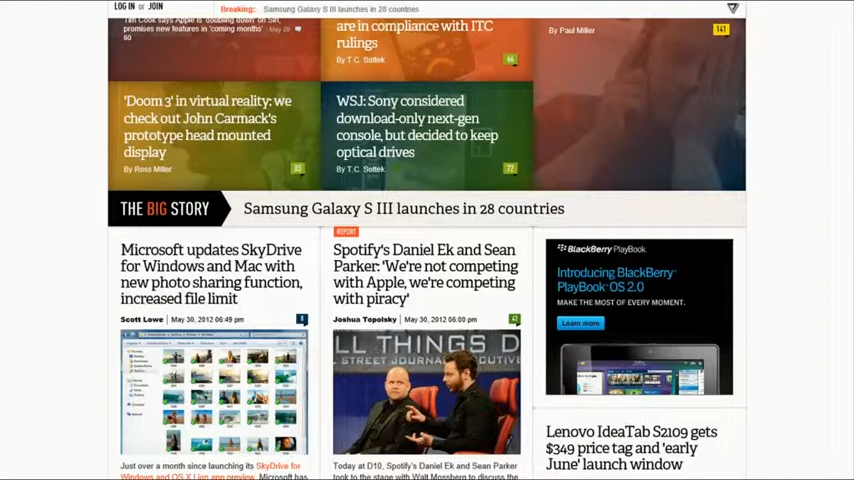 LOG IN or JOIN
Breaking: Samsung Galaxy S III launches in 28 countries
Tim Cook says Apple is 'doubling down' on Siri,
promises new features in 'coming months' - May 29
60
are in compliance with ITC
rulings
By T.C. Sottek
66
By Paul Miller
141
'Doom 3' in virtual reality: we
check out John Carmack's
prototype head mounted
display
By Ross Miller
83
WSJ: Sony considered
download-only next-gen
console, but decided to keep
optical drives
By T.C. Sottek
72
THE BIG STORY
Samsung Galaxy S III launches in 28 countries
Microsoft updates SkyDrive
for Windows and Mac with
new photo sharing function,
increased file limit
Scott Lowe | May 30, 2012 06:49 pm
8
Just over a month since launching its SkyDrive for
Windows and OS X Lion app preview, Microsoft has
REPORT
Spotify's Daniel Ek and Sean
Parker: 'We're not competing
with Apple, we're competing
with piracy'
Joshua Topolsky | May 30, 2012 06:00 pm
41
ALL THINGS D
STREET JOURNAL EXECUTIVE
Today at D10, Spotify's Daniel Ek and Sean Parker
took to the stage with Walt Mossberg to discuss the
BlackBerry PlayBook
Introducing BlackBerry
PlayBook OS 2.0
MAKE THE MOST OF EVERY MOMENT.
Learn more
Lenovo IdeaTab S2109 gets
$349 price tag and 'early
June' launch window